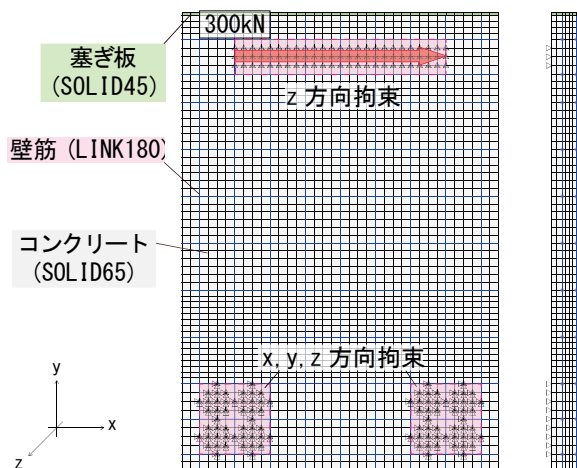 300kN
塞ぎ板
(SOLID45)
z 方向拘束
壁筋 (LINK180)
コンクリート
(SOLID65)
x, y, z 方向拘束
y
x
z